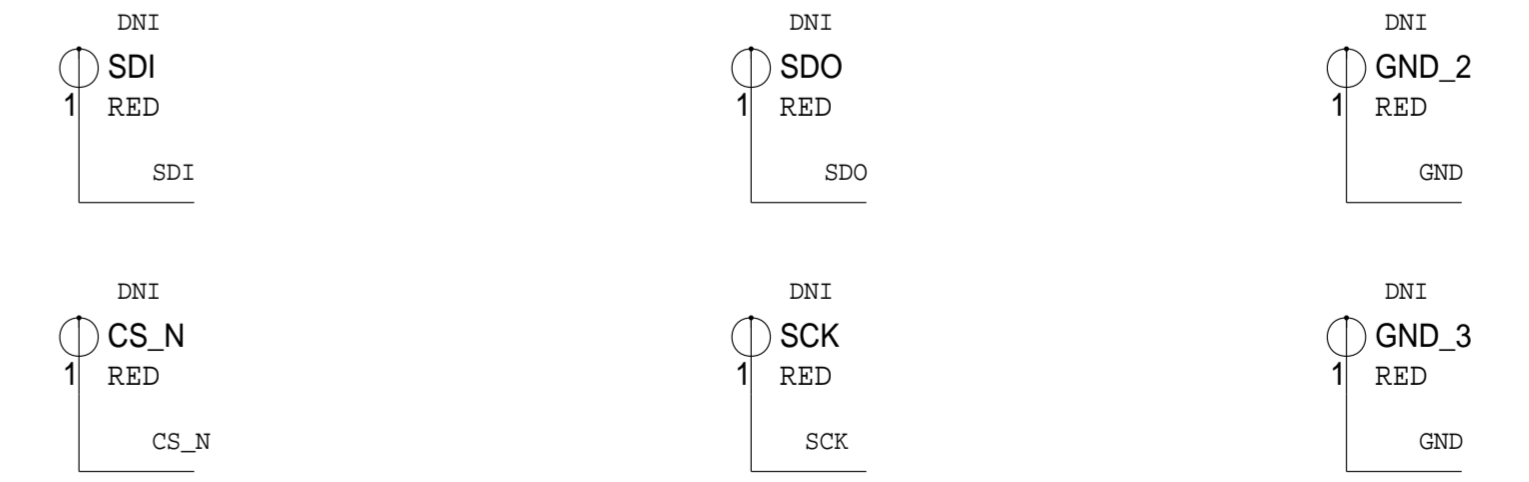 DNI
SDI
1 RED
SDI
DNI
SDO
1 RED
SDO
DNI
GND_2
1 RED
GND
DNI
CS_N
1 RED
CS_N
DNI
SCK
1 RED
SCK
DNI
GND_3
1 RED
GND